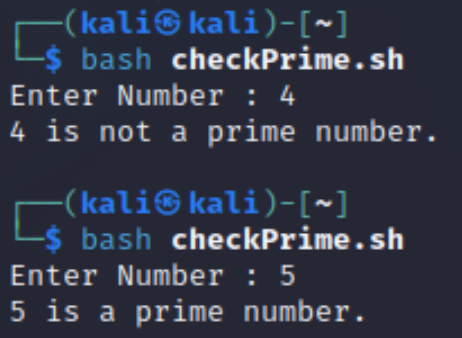 ┌──(kali㉿kali)-[~]
└─$ bash checkPrime.sh
Enter Number : 4
4 is not a prime number.
┌──(kali㉿kali)-[~]
└─$ bash checkPrime.sh
Enter Number : 5
5 is a prime number.